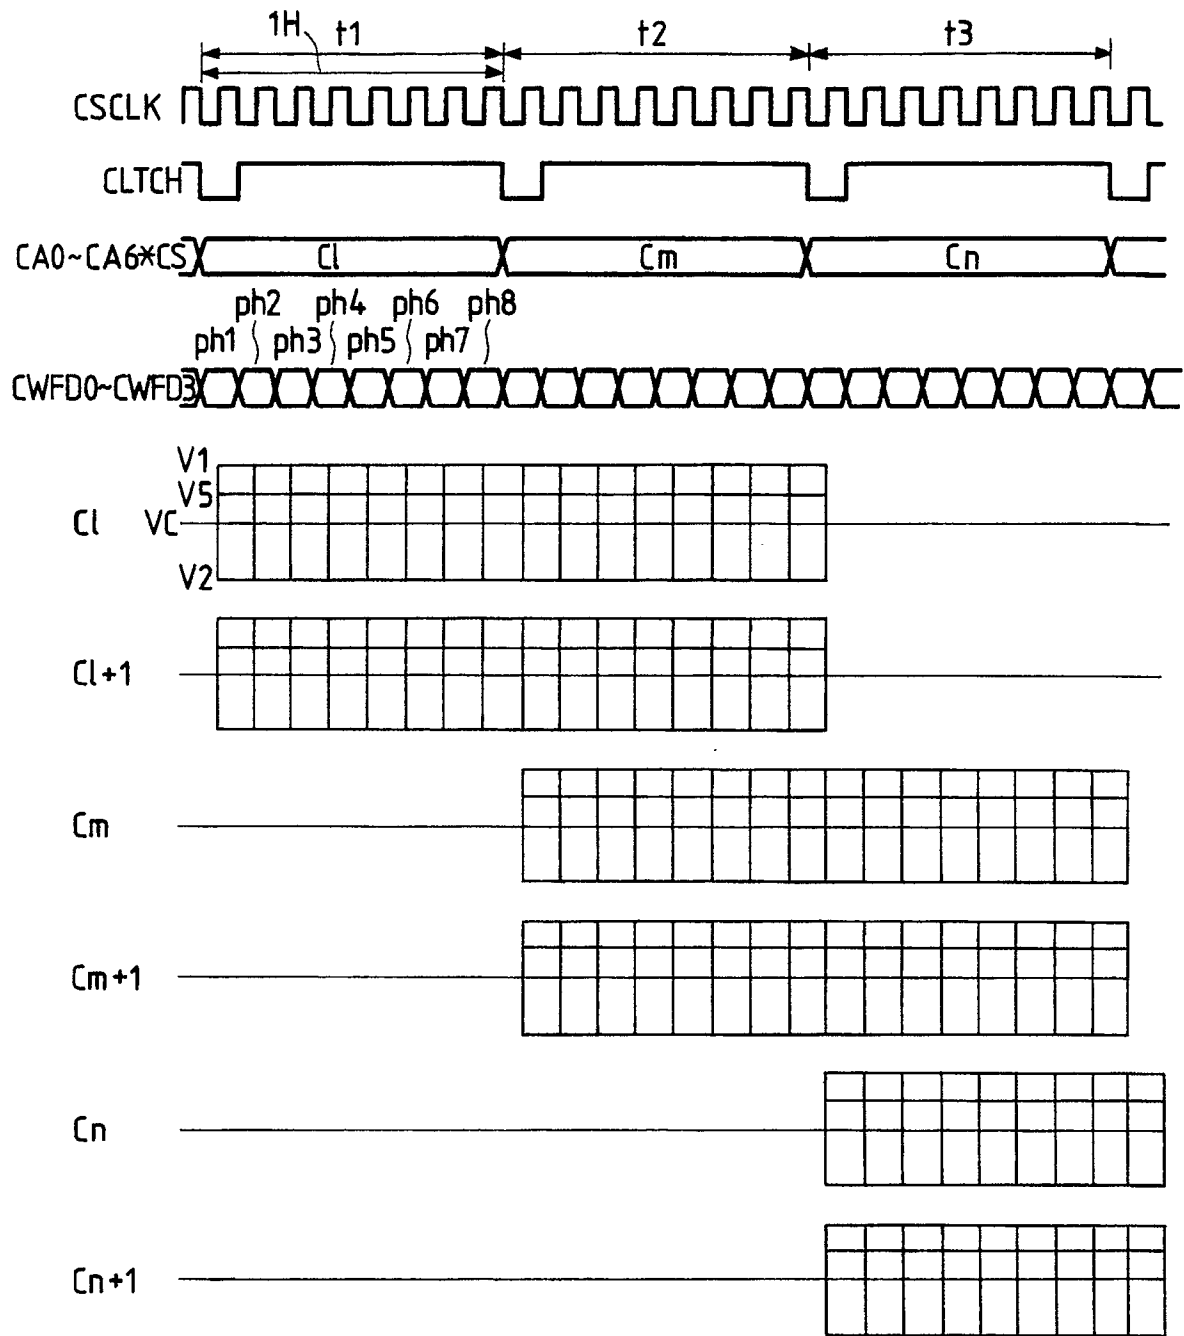 1H t1 t2 t3
CSCLK
CLTCH
CA0~CA6*CS Cl Cm Cn
ph2 ph4 ph6 ph8
ph1 ph3 ph5 ph7
CWFD0~CWFD3
V1
V5
Cl VC
V2
Cl+1
Cm
Cm+1
Cn
Cn+1